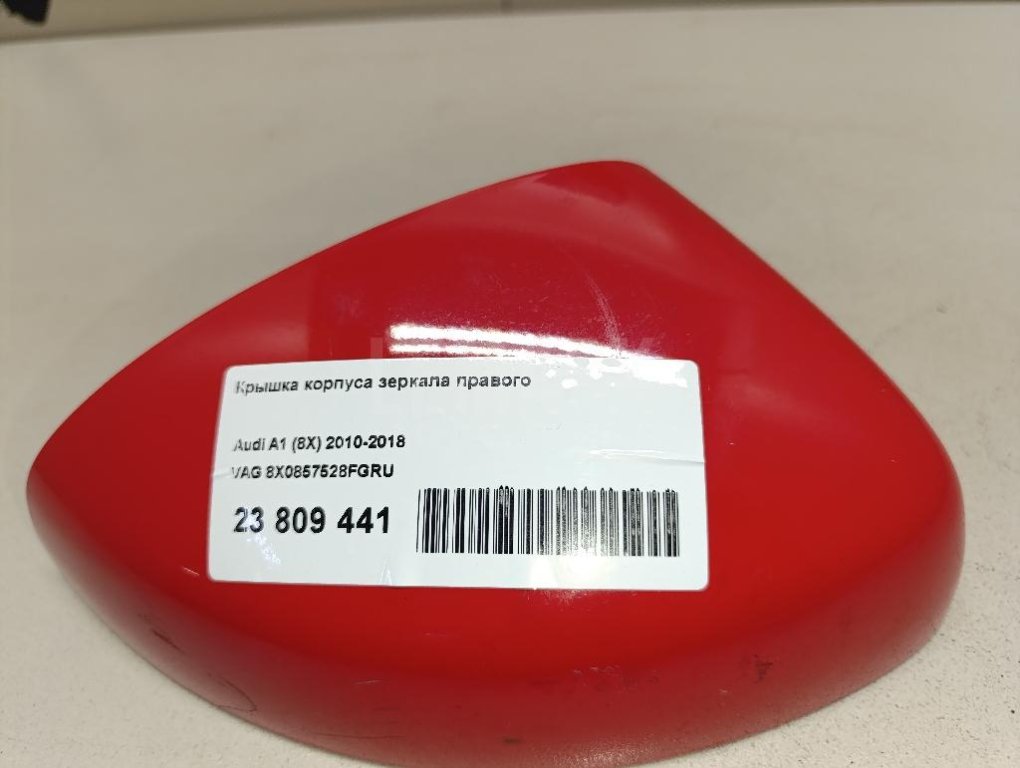 Крышка корпуса зеркала правого
Audi A1 (8X) 2010-2018
VAG 8X0857528FGRU
23 809 441